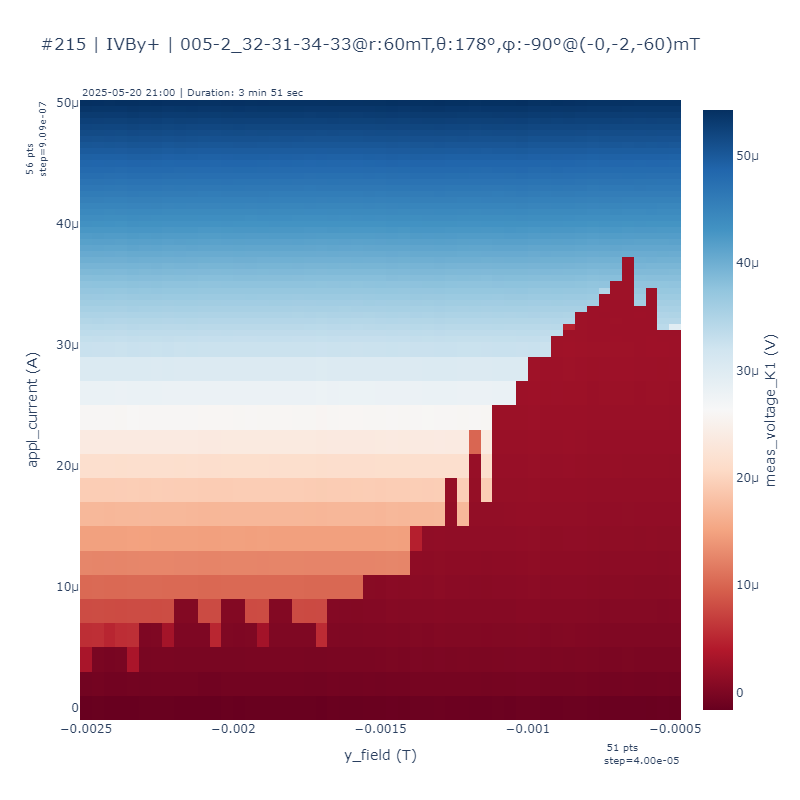 #215 | IVBy+ | 005-2_32-31-34-33@r:60mT,θ:178°,φ:-90°@(-0,-2,-60)mT
2025-05-20 21:00 | Duration: 3 min 51 sec
56 pts
step=9.09e-07
50μ
40μ
30μ
20μ
10μ
0
appl_current (A)
−0.0025
−0.002
−0.0015
−0.001
−0.0005
y_field (T)
51 pts
step=4.00e-05
50μ
40μ
30μ
20μ
10μ
0
meas_voltage_K1 (V)